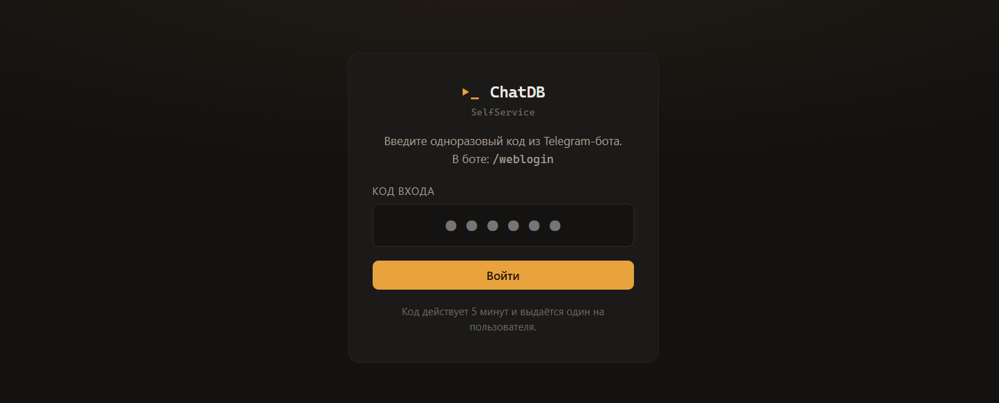 ChatDB
SelfService
Введите одноразовый код из Telegram-бота.
В боте: /weblogin
КОД ВХОДА
Войти
Код действует 5 минут и выдаётся один на
пользователя.